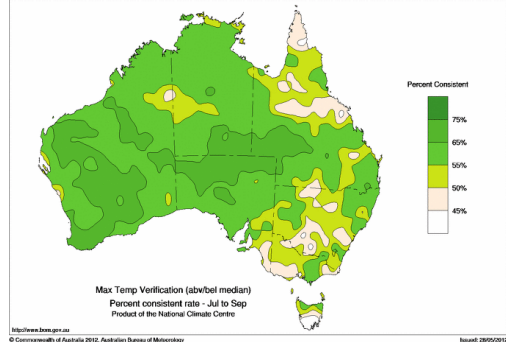 Percent Consistent
75%
65%
55%
50%
45%
Max Temp Verification (abv/bel median)
Percent consistent rate - Jul to Sep
Product of the National Climate Centre
http://www.bom.gov.au
© Commonwealth of Australia 2012, Australian Bureau of Meteorology
Issued: 28/05/2012